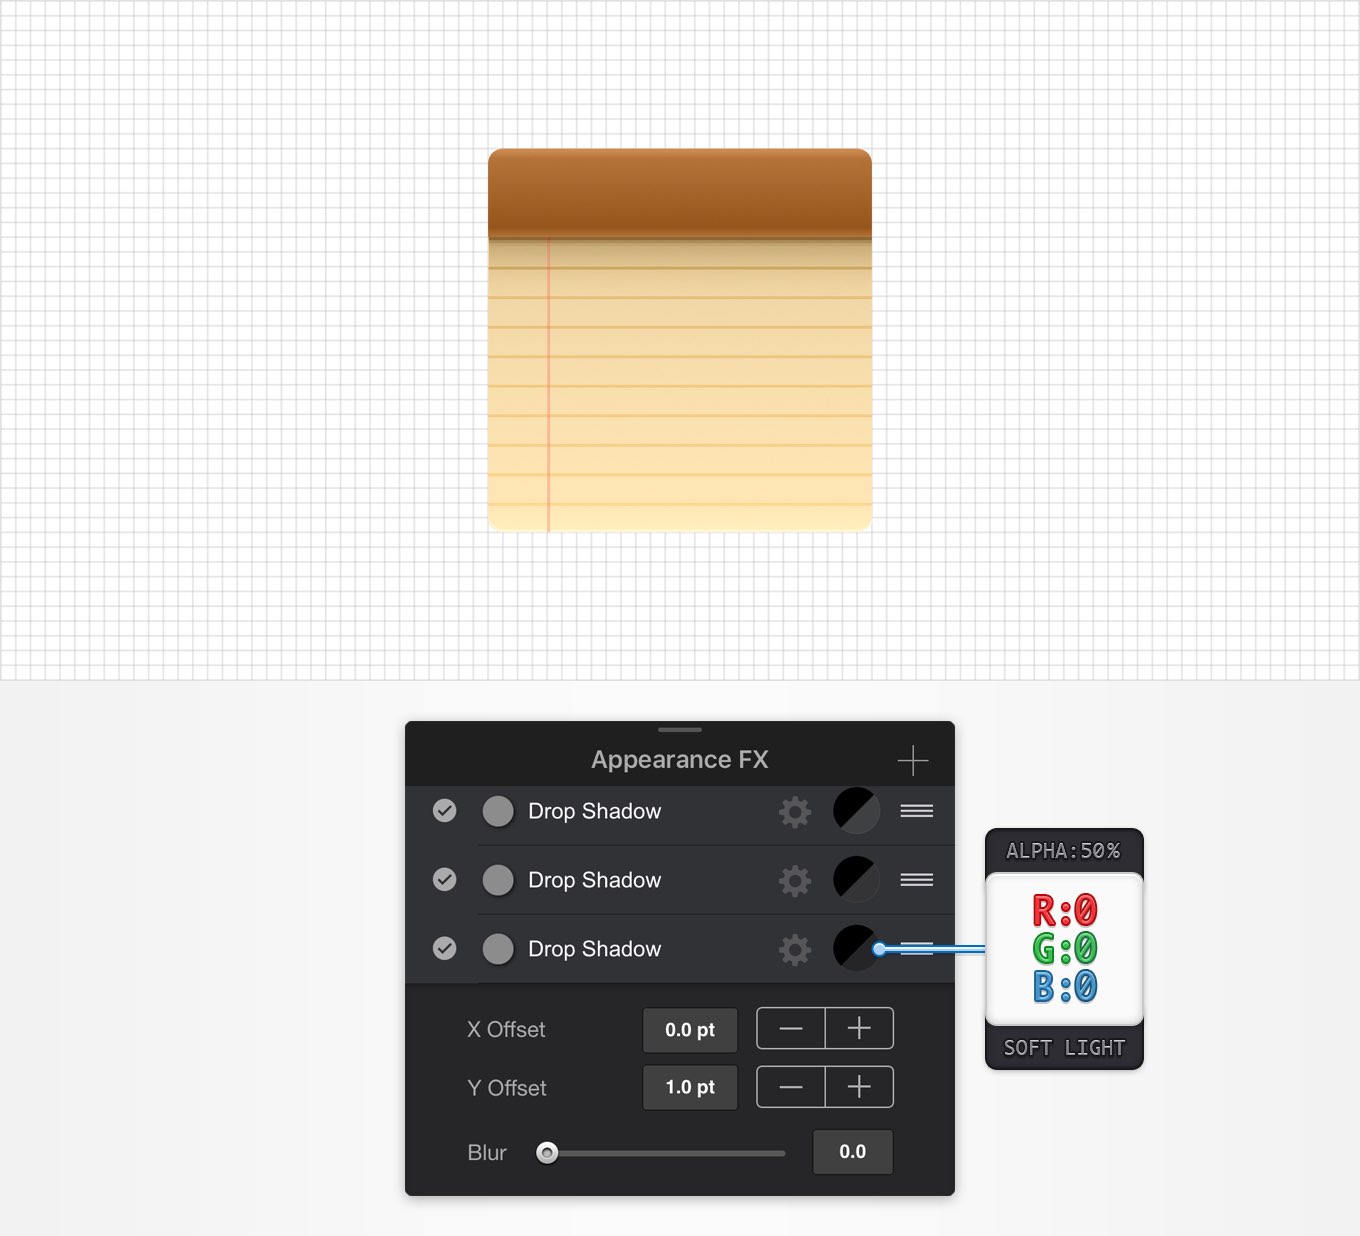 Appearance FX
Drop Shadow
Drop Shadow
Drop Shadow
X Offset 0.0 pt
Y Offset 1.0 pt
Blur 0.0
ALPHA:50%
R:0
G:0
B:0
SOFT LIGHT